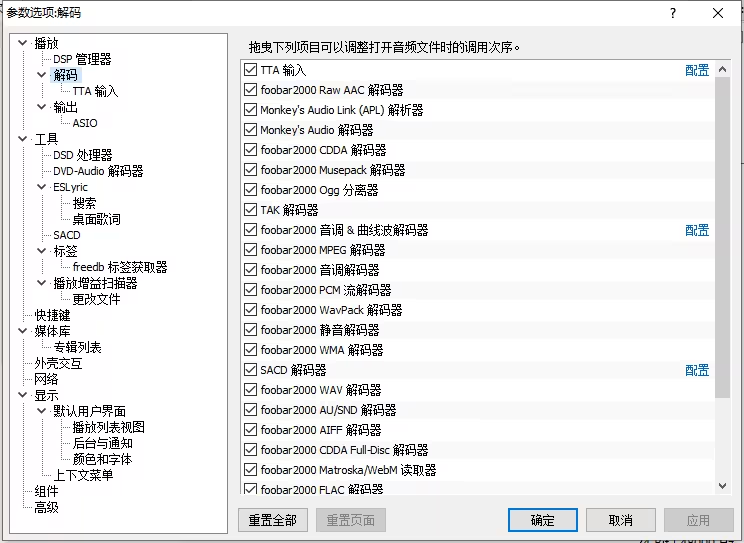 参数选项:解码
播放
DSP 管理器
解码
TTA 输入
输出
ASIO
工具
DSD 处理器
DVD-Audio 解码器
ESLyric
搜索
桌面歌词
SACD
标签
freedb 标签获取器
播放增益扫描器
更改文件
快捷键
媒体库
专辑列表
外壳交互
网络
显示
默认用户界面
播放列表视图
后台与通知
颜色和字体
上下文菜单
组件
高级
拖曳下列项目可以调整打开音频文件时的调用次序。
TTA 输入 配置
foobar2000 Raw AAC 解码器
Monkey's Audio Link (APL) 解析器
Monkey's Audio 解码器
foobar2000 CDDA 解码器
foobar2000 Musepack 解码器
foobar2000 Ogg 分离器
TAK 解码器
foobar2000 音调 & 曲线波解码器 配置
foobar2000 MPEG 解码器
foobar2000 音调解码器
foobar2000 PCM 流解码器
foobar2000 WavPack 解码器
foobar2000 静音解码器
foobar2000 WMA 解码器
SACD 解码器 配置
foobar2000 WAV 解码器
foobar2000 AU/SND 解码器
foobar2000 AIFF 解码器
foobar2000 CDDA Full-Disc 解码器
foobar2000 Matroska/WebM 读取器
foobar2000 FLAC 解码器
重置全部 重置页面 确定 取消 应用